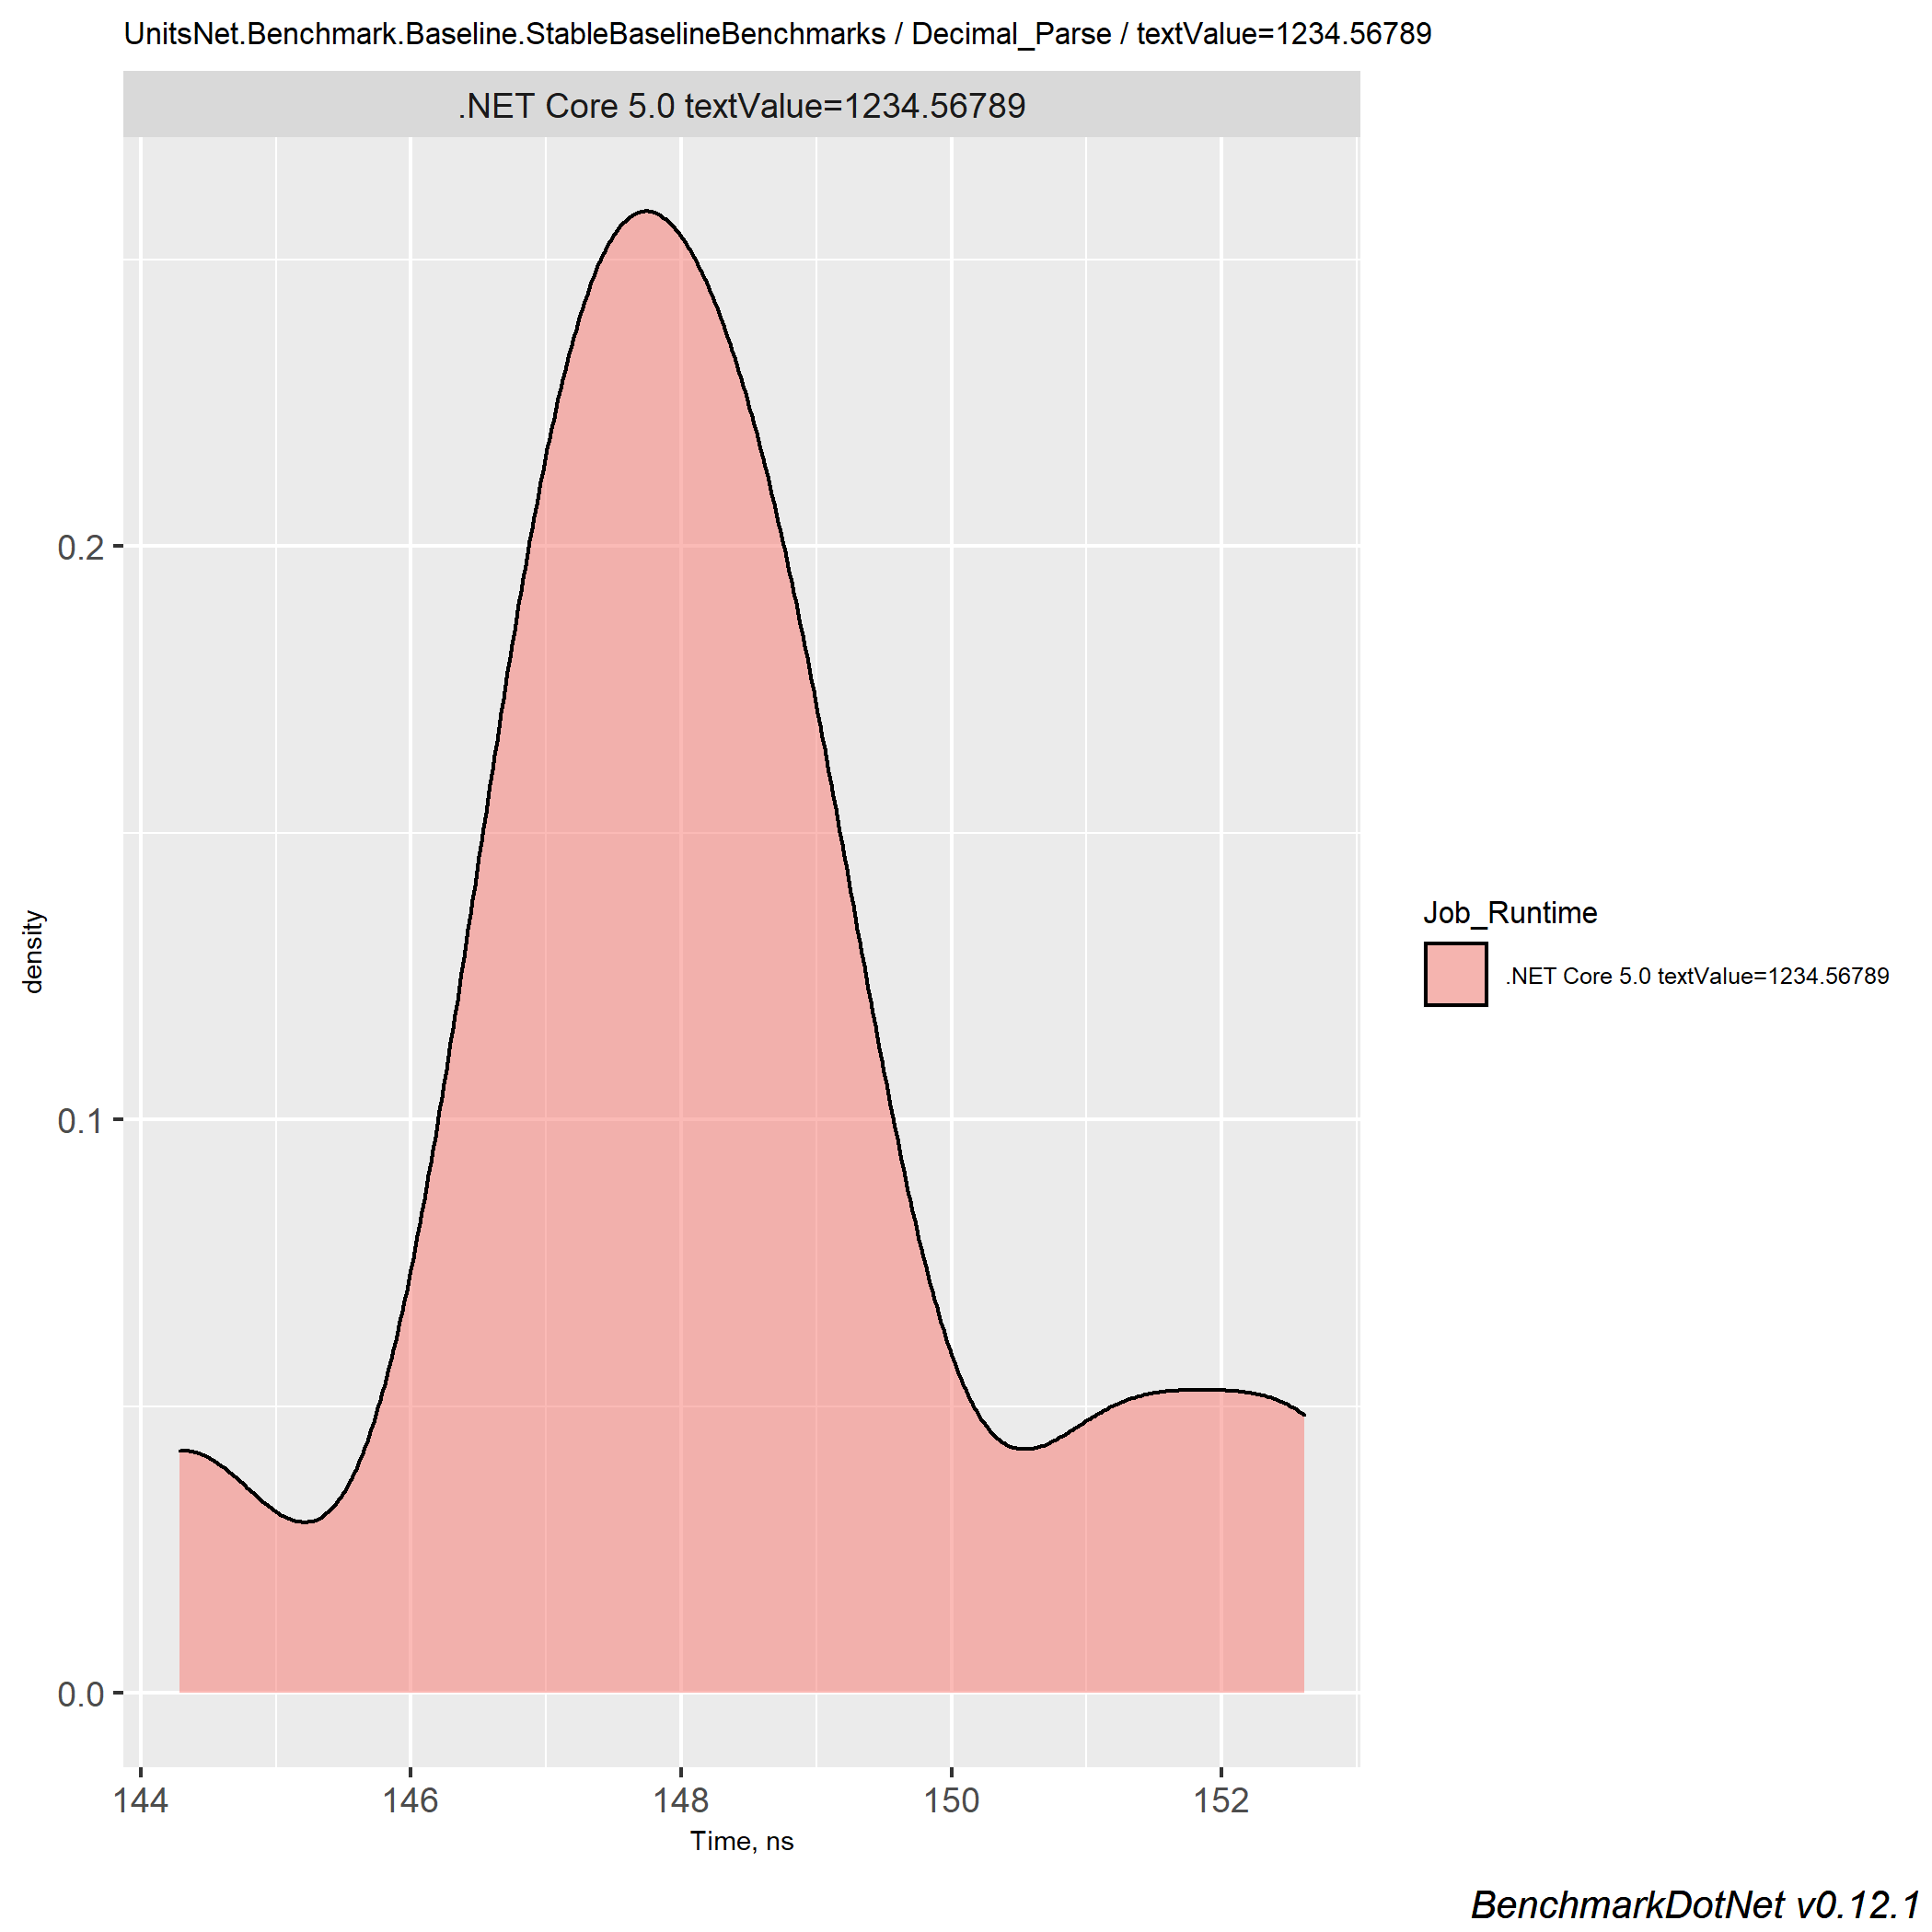 UnitsNet.Benchmark.Baseline.StableBaselineBenchmarks / Decimal_Parse / textValue=1234.56789
.NET Core 5.0 textValue=1234.56789
0.2
0.1
0.0
density
144 146 148 150 152
Time, ns
Job_Runtime
.NET Core 5.0 textValue=1234.56789
BenchmarkDotNet v0.12.1